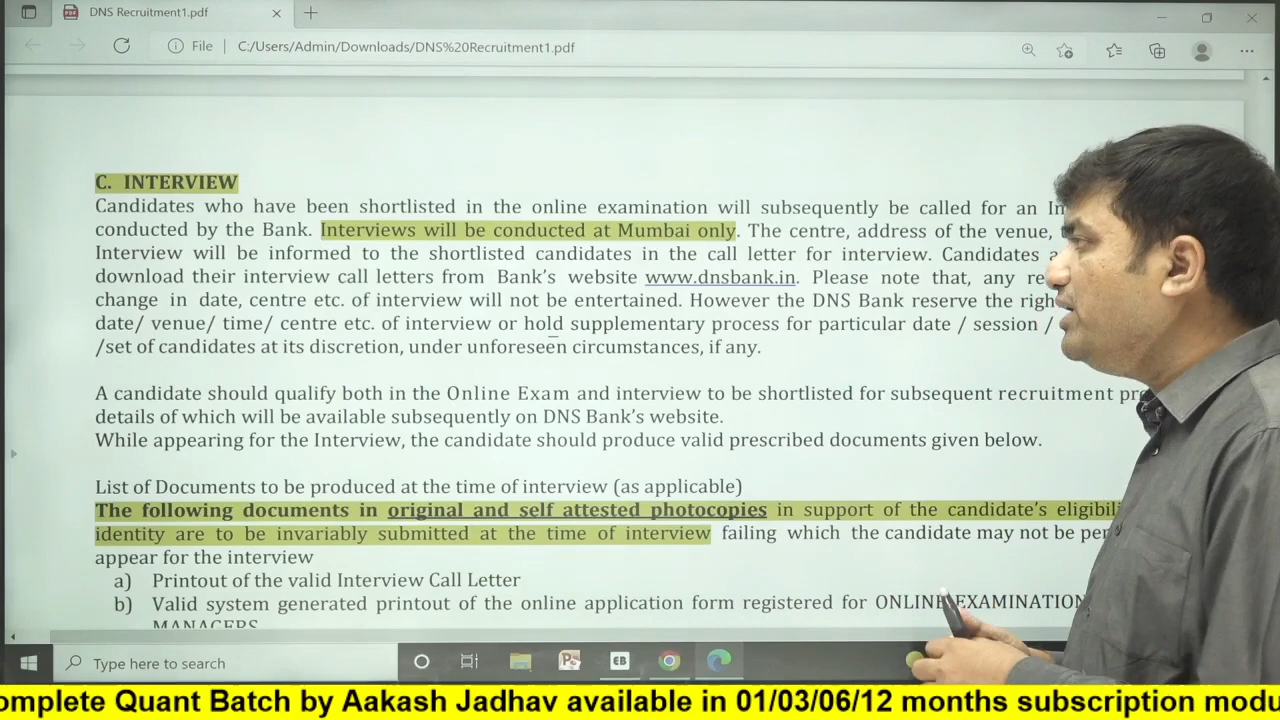 DNS Recruitment1.pdf
File
C:/Users/Admin/Downloads/DNS%20Recruitment1.pdf
C. INTERVIEW
Candidates who have been shortlisted in the online examination will subsequently be called for an
conducted by the Bank. Interviews will be conducted at Mumbai only. The centre, address of the venue,
Interview will be informed to the shortlisted candidates in the call letter for interview. Candidates
download their interview call letters from Bank's website www.dnsbank.in. Please note that, any
change in date, centre etc. of interview will not be entertained. However the DNS Bank reserve the
date/ venue/ time/ centre etc. of interview or hold supplementary process for particular date / session /
/set of candidates at its discretion, under unforeseen circumstances, if any.
A candidate should qualify both in the Online Exam and interview to be shortlisted for subsequent recruitment
details of which will be available subsequently on DNS Bank's website.
While appearing for the Interview, the candidate should produce valid prescribed documents given below.
List of Documents to be produced at the time of interview (as applicable)
The following documents in original and self attested photocopies in support of the candidate's
identity are to be invariably submitted at the time of interview failing which the candidate may not be
appear for the interview
a) Printout of the valid Interview Call Letter
b) Valid system generated printout of the online application form registered for ONLINE EXAMINATION
MANAGERS
Type here to search
EB
omplete Quant Batch by Aakash Jadhav available in 01/03/06/12 months subscription modu